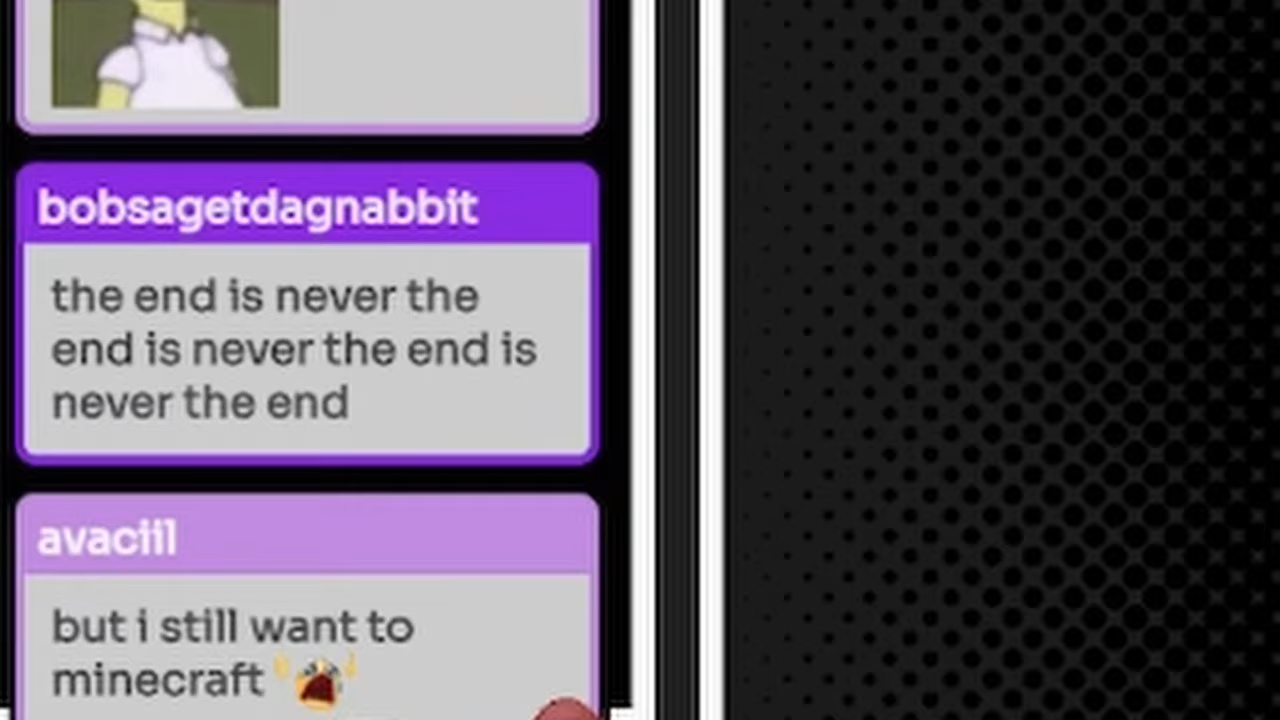 bobsagetdagnabbit
the end is never the
end is never the end is
never the end
avaciil
but i still want to
minecraft